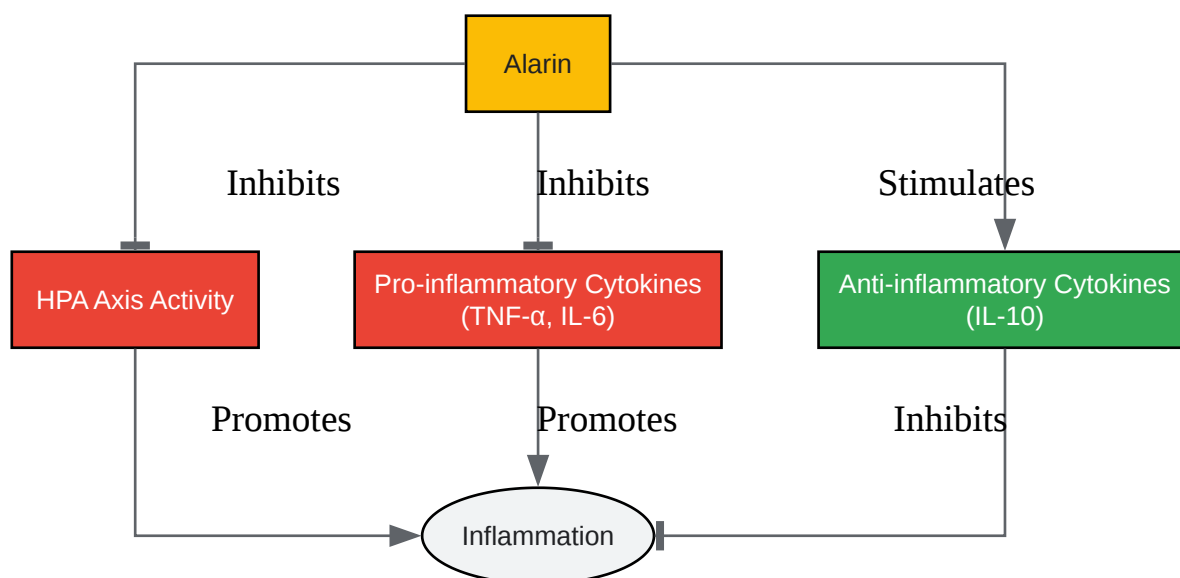 Alarin
Inhibits
Inhibits
Stimulates
HPA Axis Activity
Pro-inflammatory Cytokines
(TNF-α, IL-6)
Anti-inflammatory Cytokines
(IL-10)
Promotes
Promotes
Inhibits
Inflammation